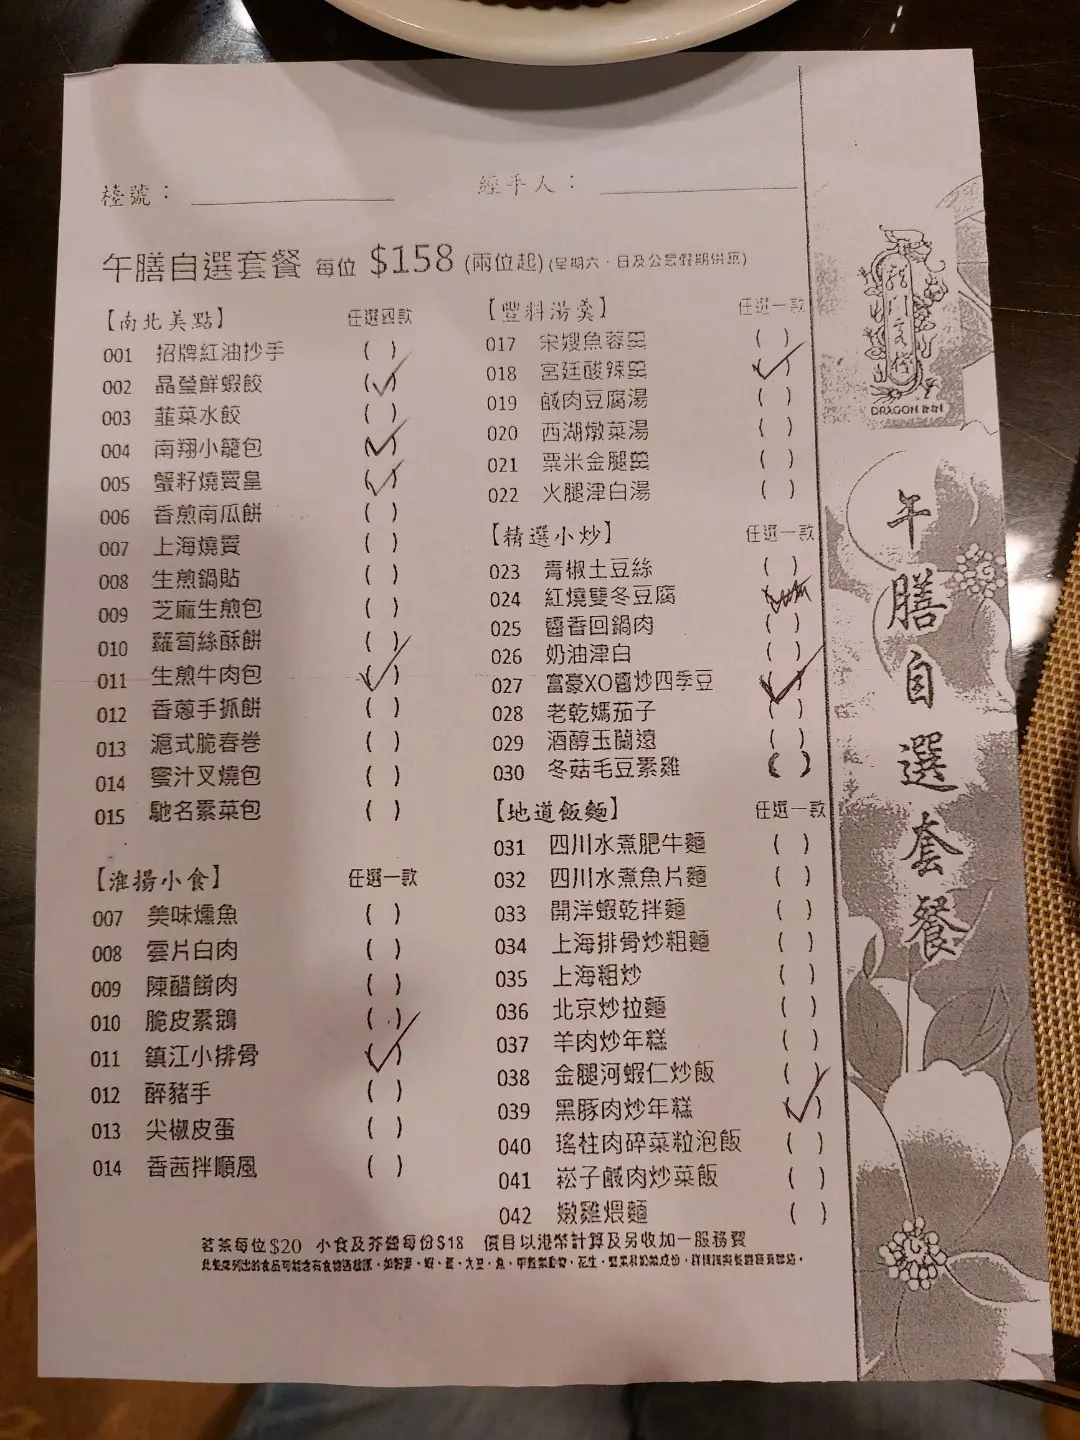 檯號：
經手人：
午膳自選套餐 每位 $158 (兩位起) (星期六、日及公眾假期供應)
【南北美點】 任選四款
001 招牌紅油抄手 ( )
002 晶瑩鮮蝦餃 (✓)
003 韮菜水餃 ( )
004 南翔小籠包 (✓)
005 蟹籽燒賣皇 (✓)
006 香煎南瓜餅 ( )
007 上海燒賣 ( )
008 生煎鍋貼 ( )
009 芝麻生煎包 ( )
010 蘿蔔絲酥餅 ( )
011 生煎牛肉包 (✓)
012 香蔥手抓餅 ( )
013 滬式脆春卷 ( )
014 蜜汁叉燒包 ( )
015 馳名素菜包 ( )
【淮揚小食】 任選一款
007 美味燻魚 ( )
008 雲片白肉 ( )
009 陳醋餚肉 ( )
010 脆皮素鵝 ( )
011 鎮江小排骨 (✓)
012 醉豬手 ( )
013 尖椒皮蛋 ( )
014 香茜拌順風 ( )
【豐料湯羹】 任選一款
017 宋嫂魚蓉羹 ( )
018 宮廷酸辣羹 (✓)
019 鹹肉豆腐湯 ( )
020 西湖燉菜湯 ( )
021 粟米金腿羹 ( )
022 火腿津白湯 ( )
【精選小炒】 任選一款
023 青椒土豆絲 ( )
024 紅燒雙冬豆腐
025 醬香回鍋肉 ( )
026 奶油津白 ( )
027 富豪XO醬炒四季豆 (✓)
028 老乾媽茄子 ( )
029 酒醇玉蘭遠 ( )
030 冬菇毛豆素雞 ( )
【地道飯麵】 任選一款
031 四川水煮肥牛麵 ( )
032 四川水煮魚片麵 ( )
033 開洋蝦乾拌麵 ( )
034 上海排骨炒粗麵 ( )
035 上海粗炒 ( )
036 北京炒拉麵 ( )
037 羊肉炒年糕 ( )
038 金腿河蝦仁炒飯 ( )
039 黑豚肉炒年糕 (✓)
040 瑤柱肉碎菜粒泡飯 ( )
041 崧子鹹肉炒菜飯 ( )
042 嫩雞煨麵 ( )
茗茶每位$20 小食及芥醬每份$18 價目以港幣計算及另收加一服務費
DRAGON
午膳自選套餐